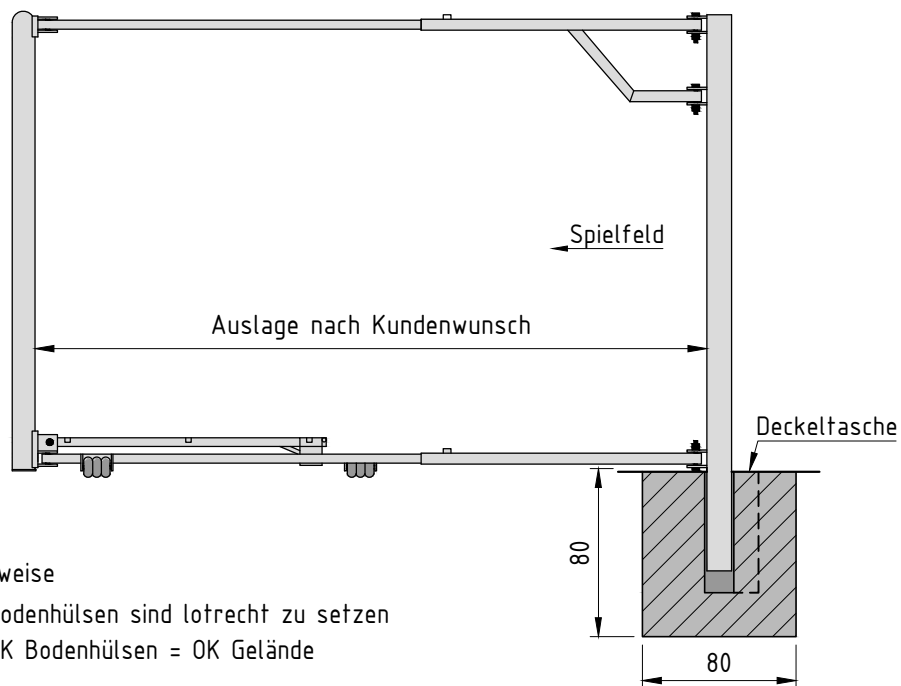 Spielfeld
Auslage nach Kundenwunsch
Deckeltasche
80
weise
odenhülsen sind lotrecht zu setzen
K Bodenhülsen = OK Gelände
80